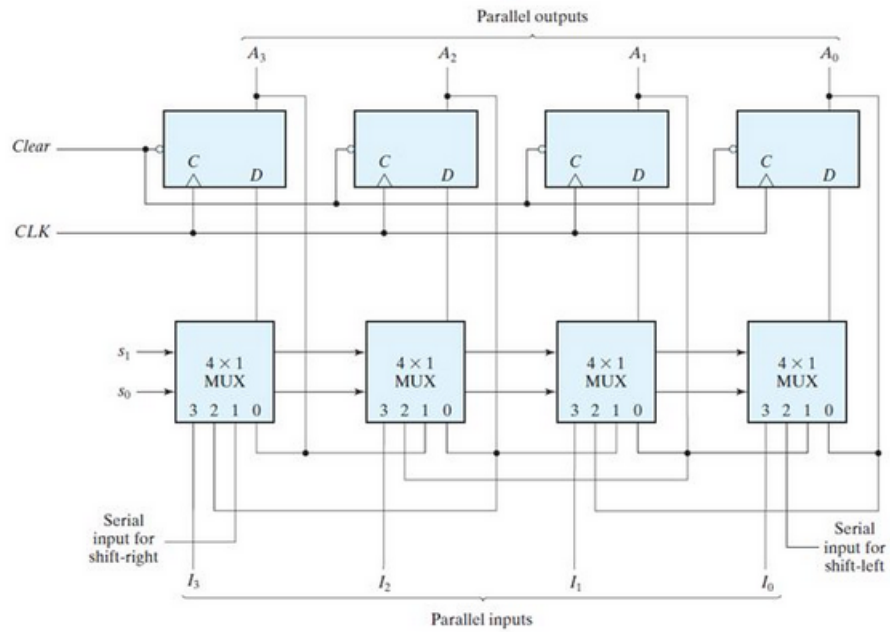 Parallel outputs
A3 A2 A1 A0
Clear
C C C C
D D D D
CLK
s1
4 × 1 4 × 1 4 × 1 4 × 1
MUX MUX MUX MUX
s0
3 2 1 0 3 2 1 0 3 2 1 0 3 2 1 0
Serial
input for
shift-right
Serial
input for
shift-left
I3 I2 I1 I0
Parallel inputs